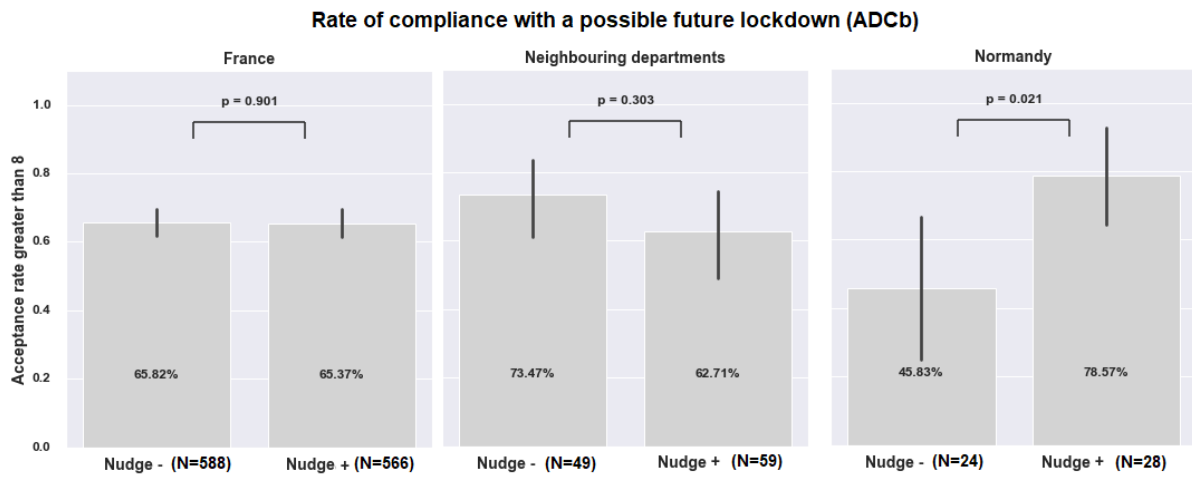 Rate of compliance with a possible future lockdown (ADCb)
France
Neighbouring departments
Normandy
Acceptance rate greater than 8
1.0
0.8
0.6
0.4
0.2
0.0
p = 0.901
p = 0.303
p = 0.021
65.82%
65.37%
73.47%
62.71%
45.83%
78.57%
Nudge - (N=588)
Nudge + (N=566)
Nudge - (N=49)
Nudge + (N=59)
Nudge - (N=24)
Nudge + (N=28)